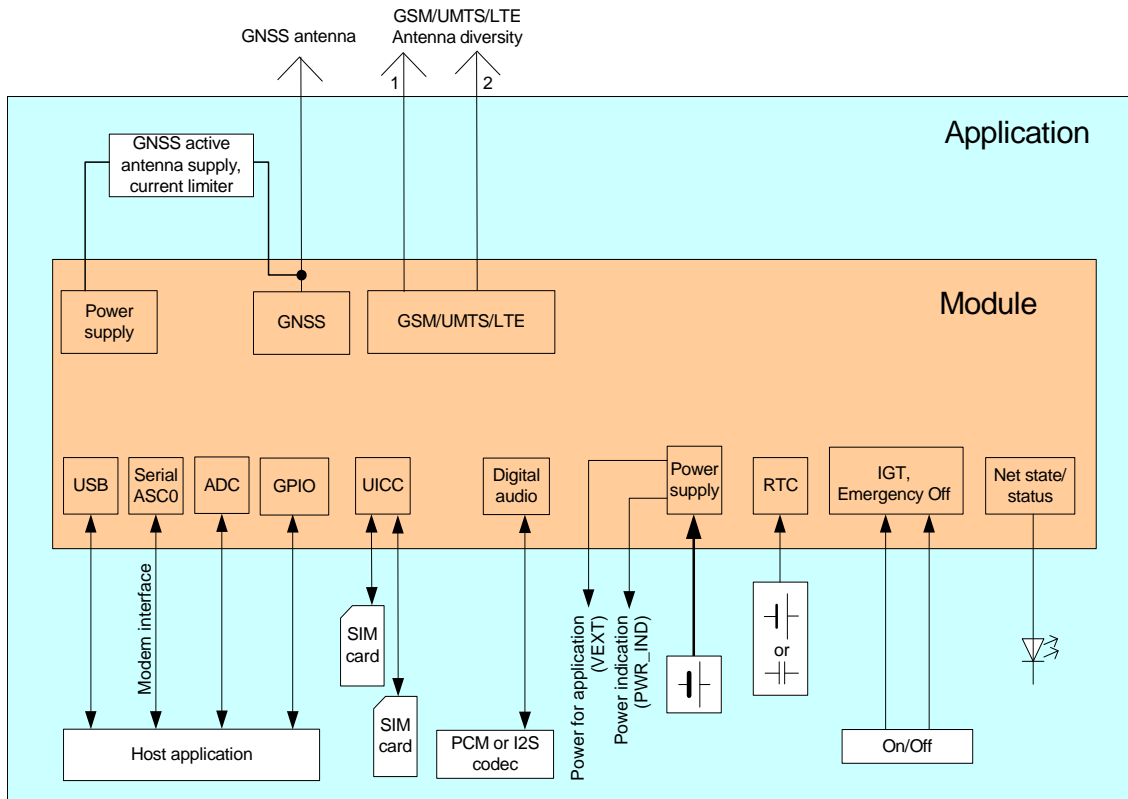 GNSS antenna
GSM/UMTS/LTE
Antenna diversity
1
2
Application
GNSS active
antenna supply,
current limiter
Module
Power
supply
GNSS
GSM/UMTS/LTE
USB
Serial
ASC0
ADC
GPIO
UICC
Digital
audio
Power
supply
RTC
IGT,
Emergency Off
Net state/
status
Modem interface
SIM
card
SIM
card
Power for application
(VEXT)
Power indication
(PWR_IND)
or
Host application
PCM or I2S
codec
On/Off